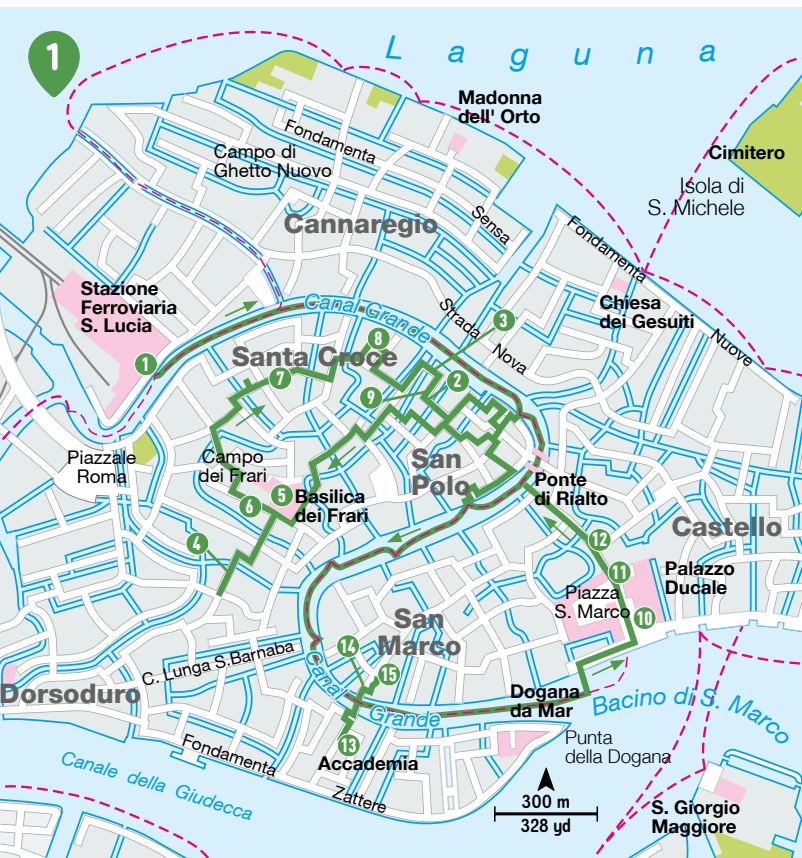 1
Laguna
Madonna
dell' Orto
Fondamenta
Campo di
Ghetto Nuovo
Cimitero
Isola di
S. Michele
Cannaregio
Sensa
Fondamenta
Stazione
Ferroviaria
S. Lucia
Canal Grande
Strada
3
Chiesa
dei Gesuiti
Nova
Nuove
1
Santa Croce
8
7
2
9
Piazzale
Roma
Campo
dei Frari
San
Polo
5
Basilica
dei Frari
6
Ponte
di Rialto
Castello
4
12
11
Palazzo
Ducale
Piazza
S. Marco
10
San
Marco
14
15
C. Lunga S.Barnaba
Dorsoduro
Canal Grande
Dogana
da Mar
Bacino di S. Marco
13
Accademia
Punta
della Dogana
Fondamenta
Zattere
Canale della Giudecca
300 m
328 yd
S. Giorgio
Maggiore